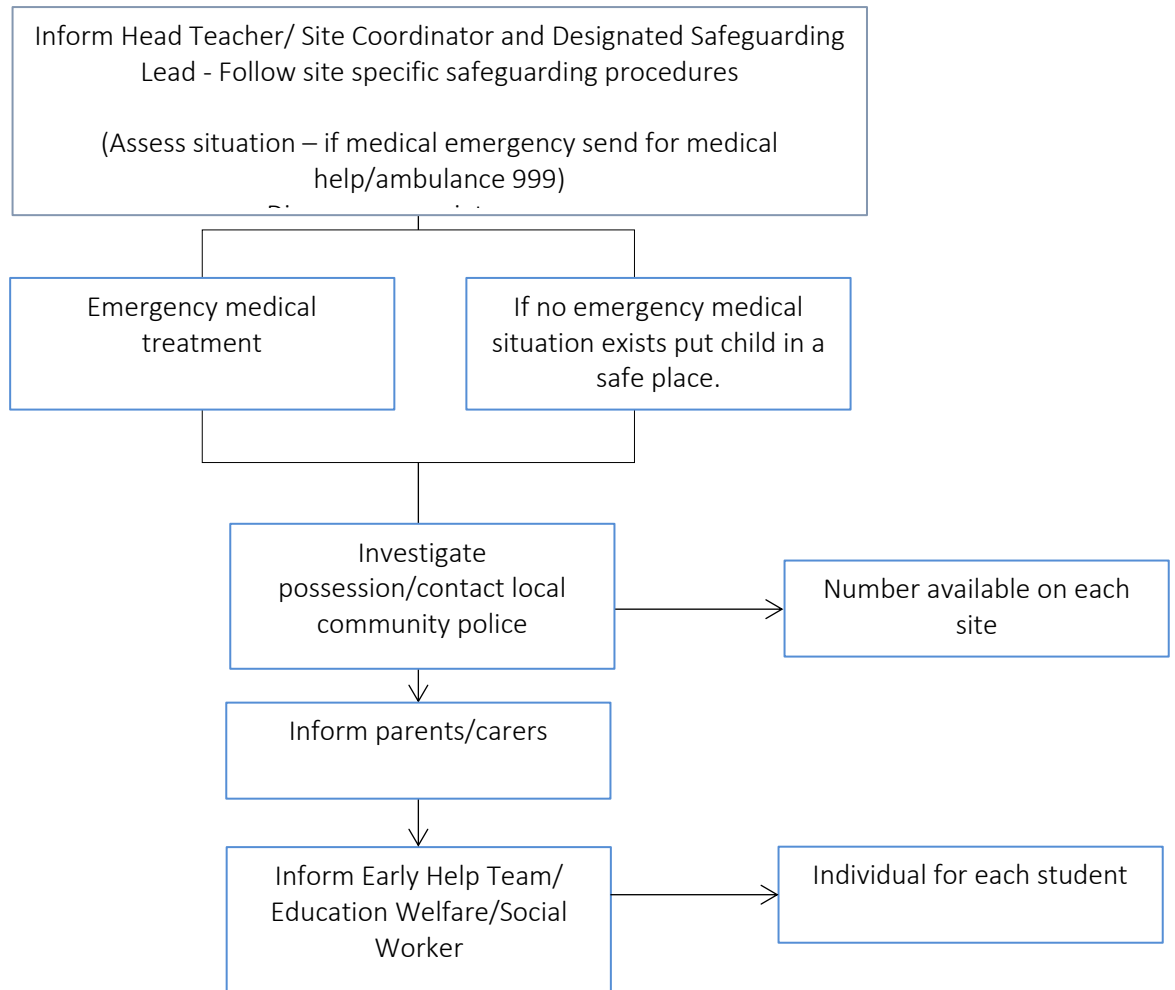 Inform Head Teacher/ Site Coordinator and Designated Safeguarding
Lead - Follow site specific safeguarding procedures
(Assess situation – if medical emergency send for medical
help/ambulance 999)
Emergency medical
treatment
If no emergency medical
situation exists put child in a
safe place.
Investigate
possession/contact local
community police
Number available on each
site
Inform parents/carers
Inform Early Help Team/
Education Welfare/Social
Worker
Individual for each student